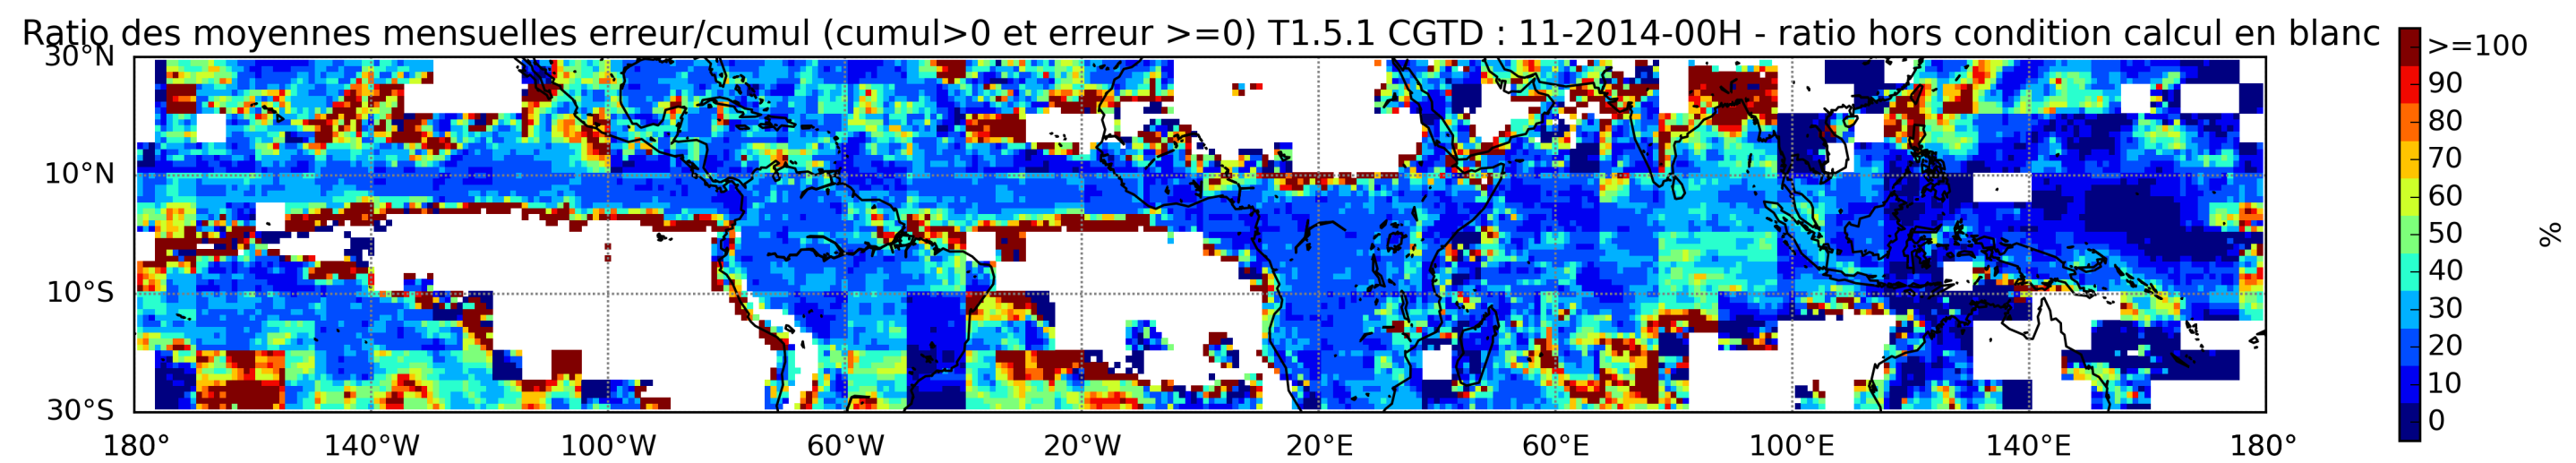 Ratio des moyennes mensuelles erreur/cumul (cumul>0 et erreur >=0) T1.5.1 CGTD : 11-2014-00H - ratio hors condition calcul en blanc
30°N
10°N
10°S
30°S
180°
140°W
100°W
60°W
20°W
20°E
60°E
100°E
140°E
180°
>=100
90
80
70
60
50
40
30
20
10
0
%